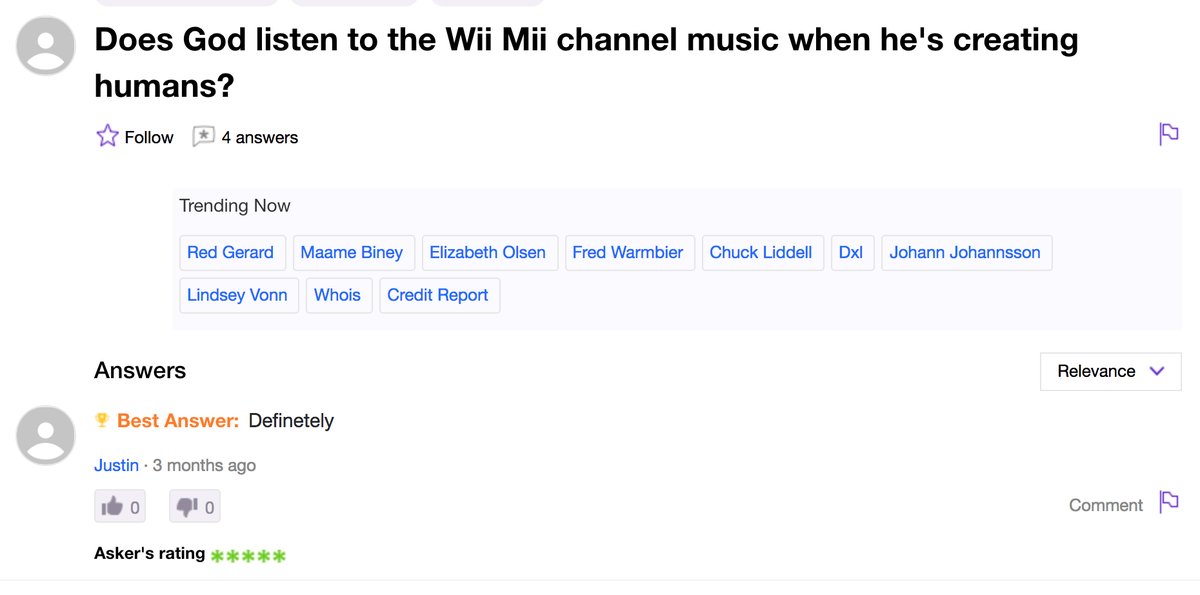 Does God listen to the Wii Mii channel music when he's creating
humans?
Follow 4 answers
Trending Now
Red Gerard Maame Biney Elizabeth Olsen Fred Warmbier Chuck Liddell Dxl Johann Johannsson
Lindsey Vonn Whois Credit Report
Answers
Relevance
Best Answer: Definetely
Justin · 3 months ago
0 0
Comment
Asker's rating *****